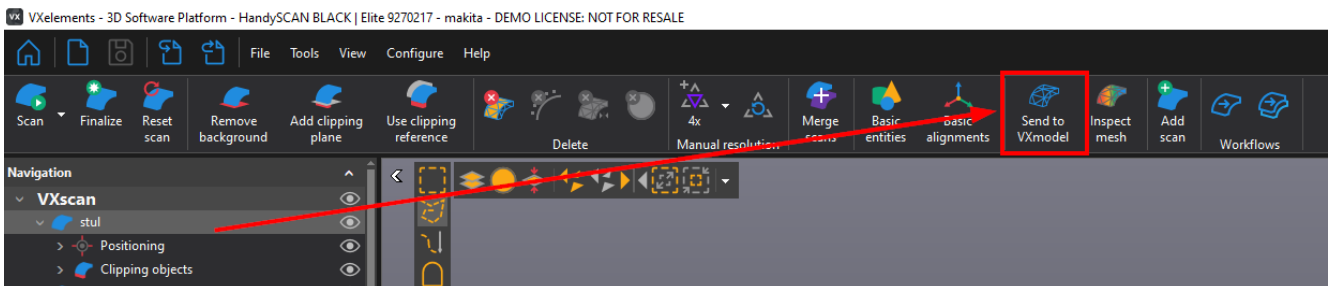 VX VXelements - 3D Software Platform - HandySCAN BLACK | Elite 9270217 - makita - DEMO LICENSE: NOT FOR RESALE
File Tools View Configure Help
Scan
Finalize
Reset
scan
Remove
background
Add clipping
plane
Use clipping
reference
Delete
4x
Manual resolution
Merge
scans
Basic
entities
Basic
alignments
Send to
VXmodel
Inspect
mesh
Add
scan
Workflows
Navigation
VXscan
stul
Positioning
Clipping objects